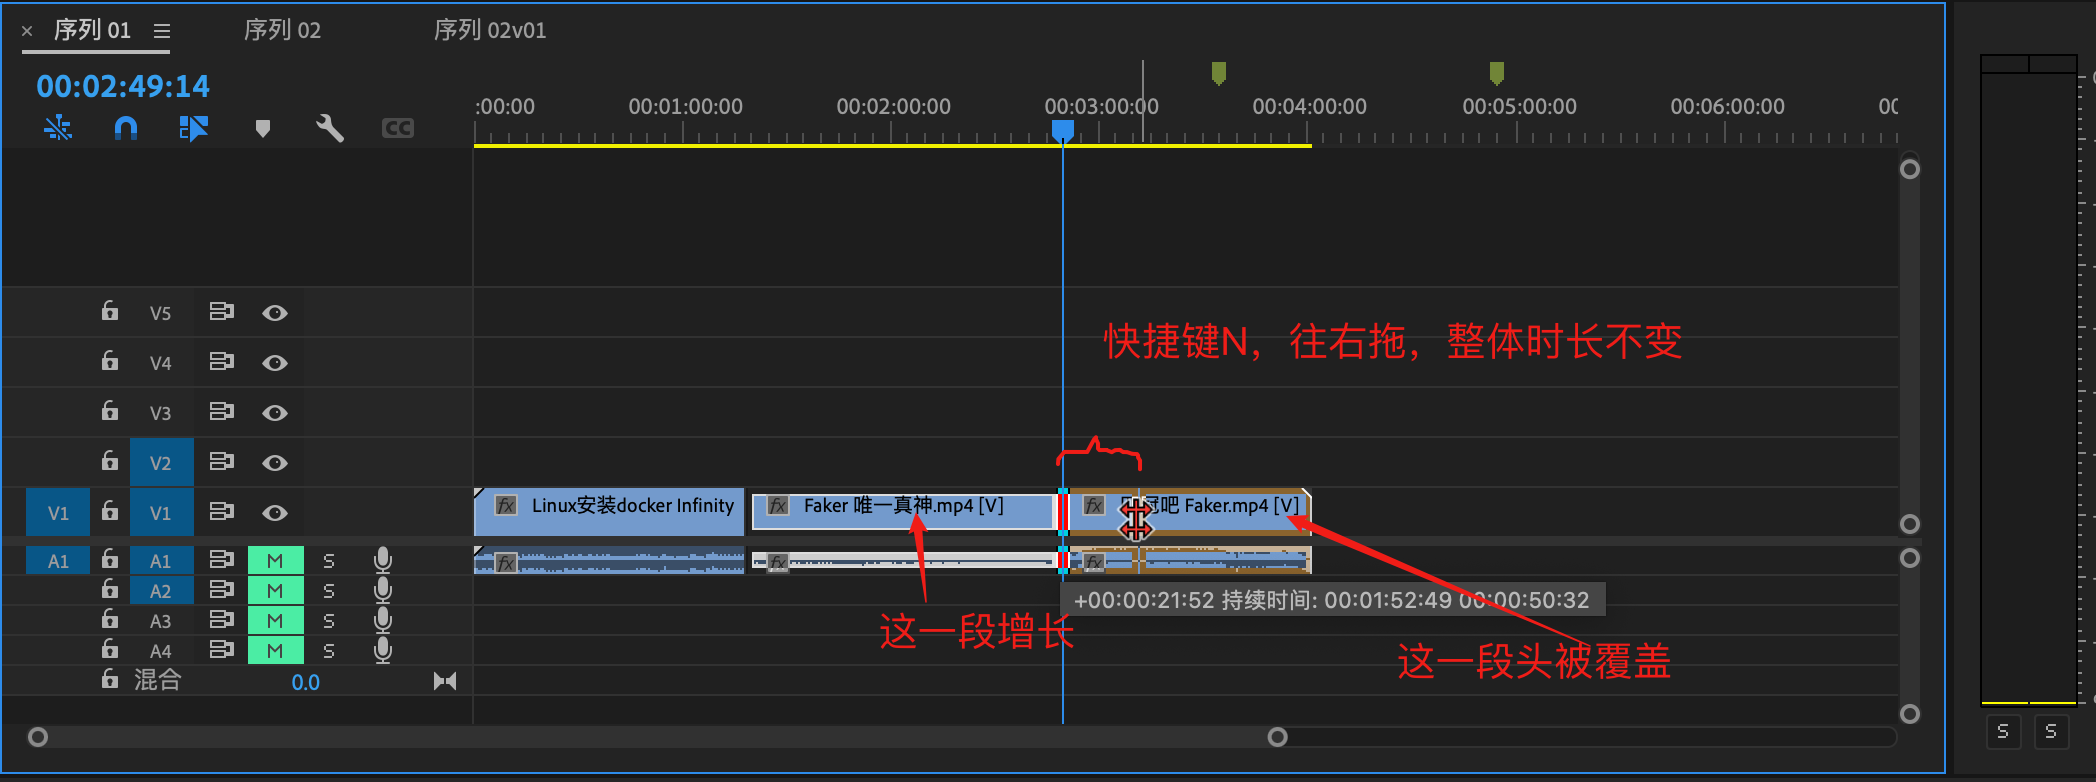 × 序列 01 ☰ 序列 02 序列 02v01
00:02:49:14
:00:00 00:01:00:00 00:02:00:00 00:03:00:00 00:04:00:00 00:05:00:00 00:06:00:00 00
CC
V5
V4
快捷键N，往右拖，整体时长不变
V3
V2
V1 V1 fx Linux安装docker Infinity fx Faker 唯一真神.mp4 [V] fx 冠吧 Faker.mp4 [V]
A1 A1 M S fx fx fx
A2 M S
+00:00:21:52 持续时间: 00:01:52:49 00:00:50:32
A3 M S
这一段增长
A4 M S
这一段头被覆盖
混合 0.0
S S